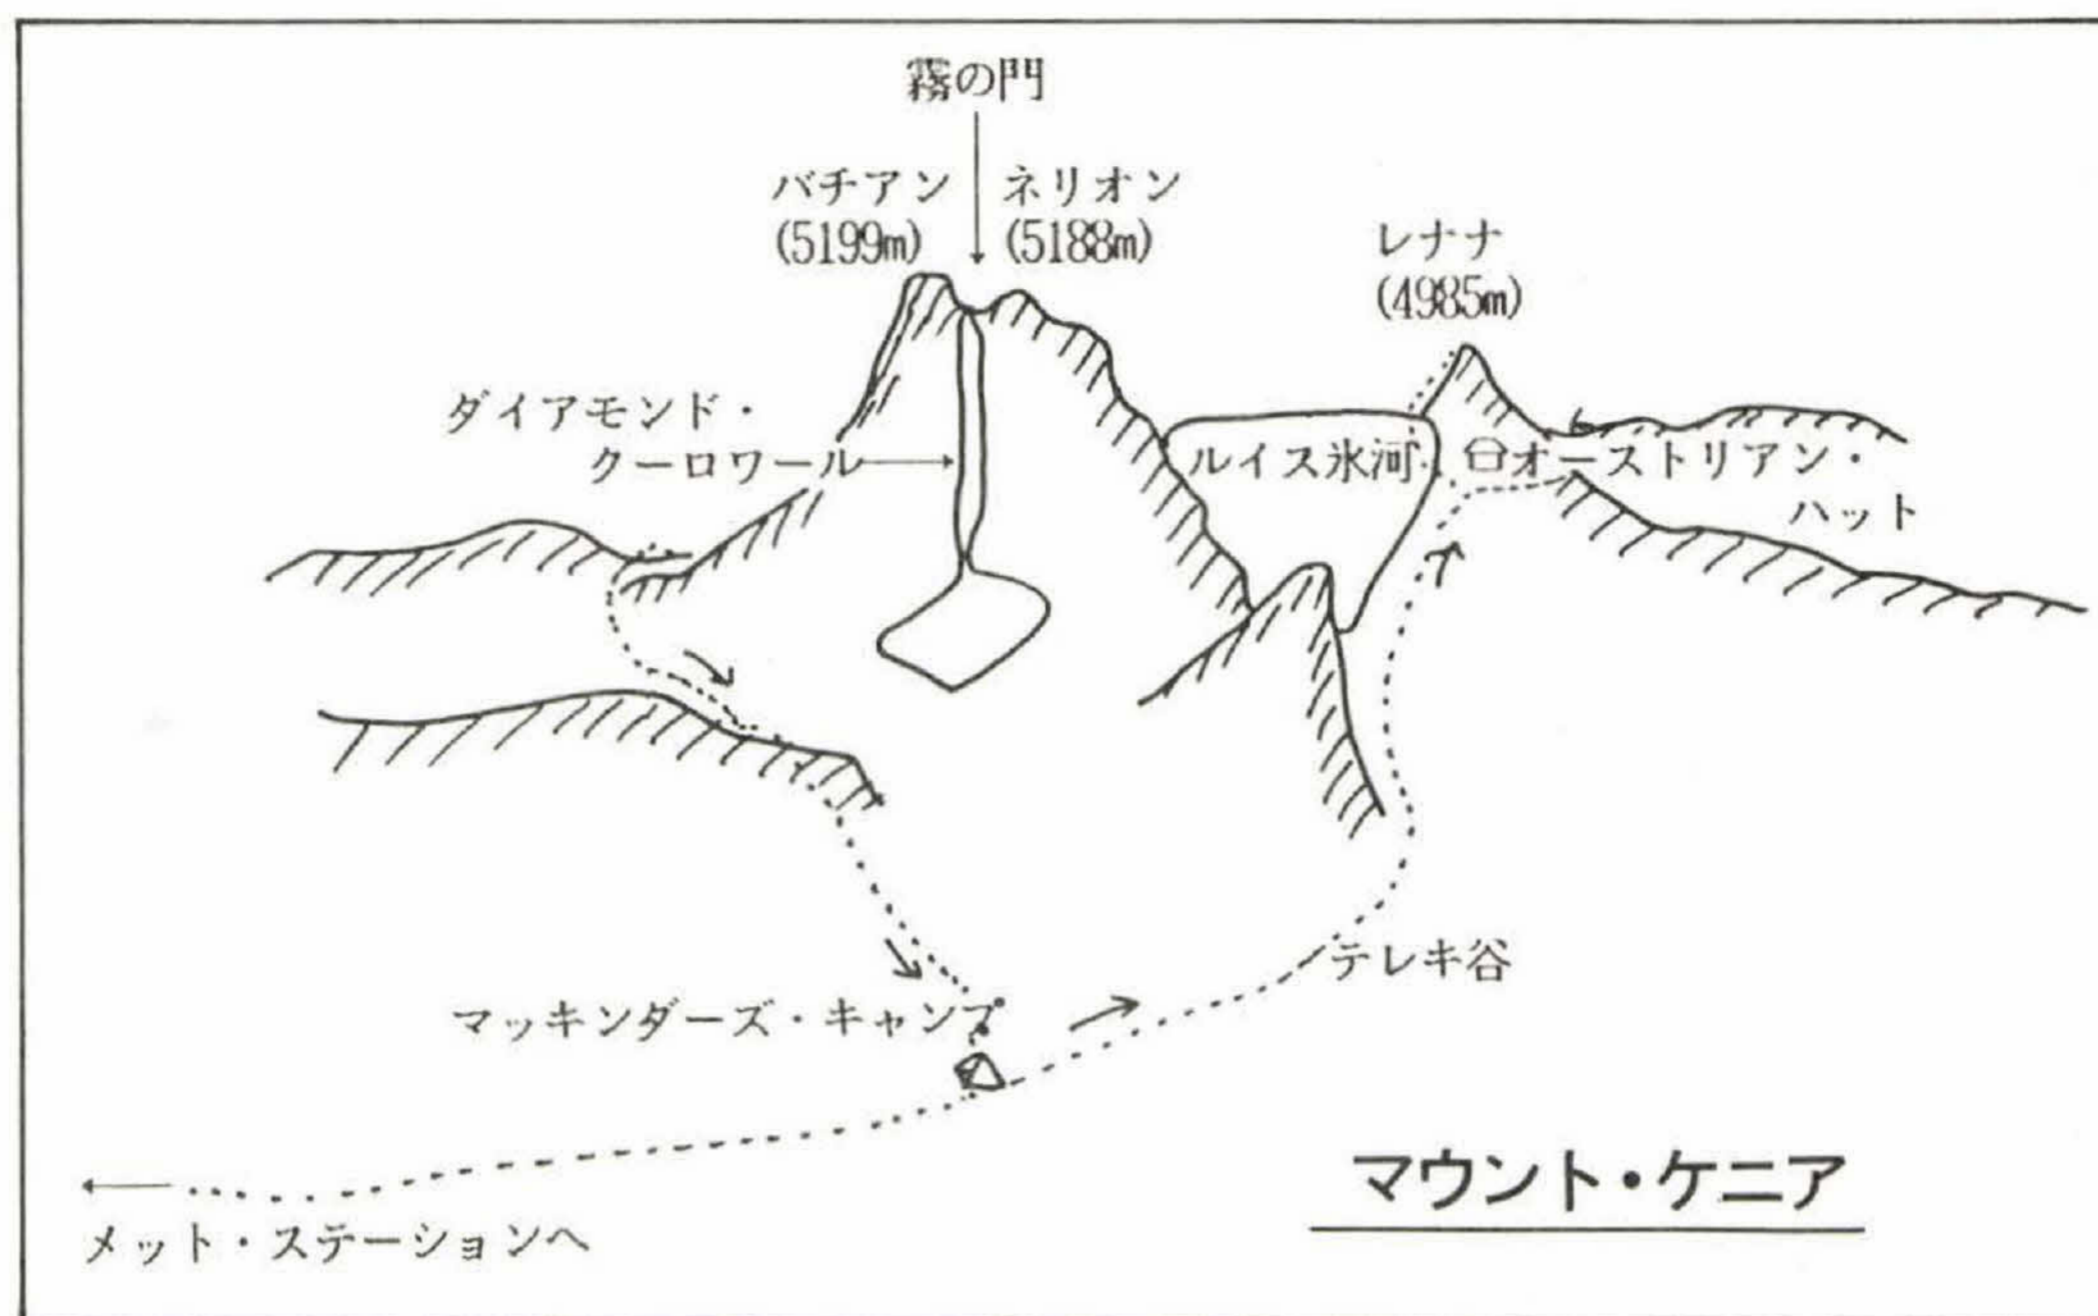 霧の門
バチアン
(5199m)
ネリオン
(5188m)
レナナ
(4985m)
ダイアモンド・
クーロワール
ルイス氷河
オーストリアン・
ハット
テレキ谷
マッキンダーズ・キャンプ
メット・ステーションへ
マウント・ケニア